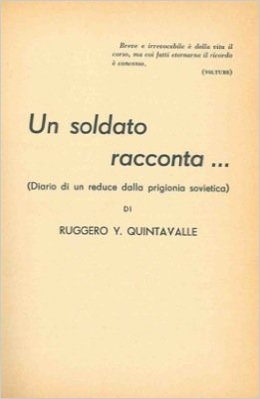 Breve e irrevocabile è della vita il
corso, ma coi fatti eternarne il ricordo
è concesso.
(VOLTURE)
Un soldato
racconta...
(Diario di un reduce dalla prigionia sovietica)
DI
RUGGERO Y. QUINTAVALLE